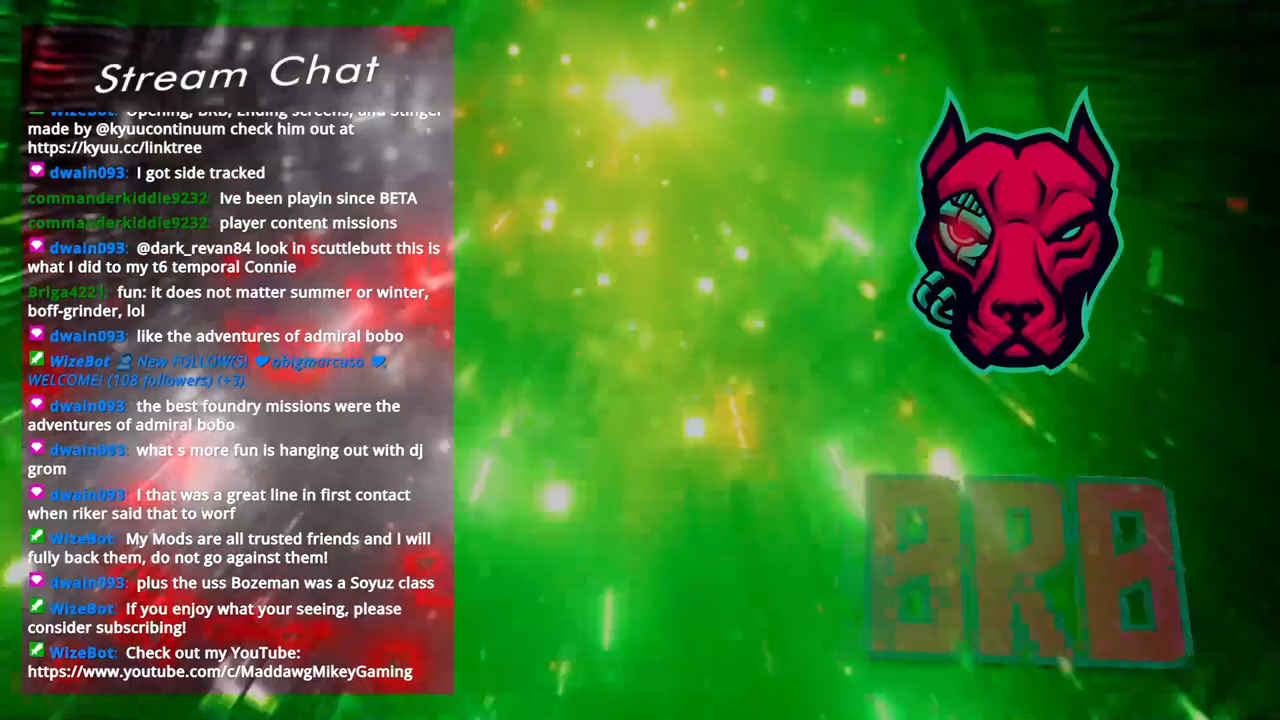 Stream Chat
WizeBot: Opening, BRB, Ending screens, and Stinger
made by @kyuucontinuum check him out at
https://kyuu.cc/linktree
dwain093: I got side tracked
commanderkiddle9232: Ive been playin since BETA
commanderkiddle9232: player content missions
dwain093: @dark_revan84 look in scuttlebutt this is
what I did to my t6 temporal Connie
Briga4221: fun: it does not matter summer or winter,
boff-grinder, lol
dwain093: like the adventures of admiral bobo
WizeBot New FOLLOW(S) obigmarcuso
WELCOME! (108 followers) (+3)
dwain093: the best foundry missions were the
adventures of admiral bobo
dwain093: what s more fun is hanging out with dj
grom
dwain093: I that was a great line in first contact
when riker said that to worf
WizeBot: My Mods are all trusted friends and I will
fully back them, do not go against them!
dwain093: plus the uss Bozeman was a Soyuz class
WizeBot: If you enjoy what your seeing, please
consider subscribing!
WizeBot: Check out my YouTube:
https://www.youtube.com/c/MaddawgMikeyGaming
BRB